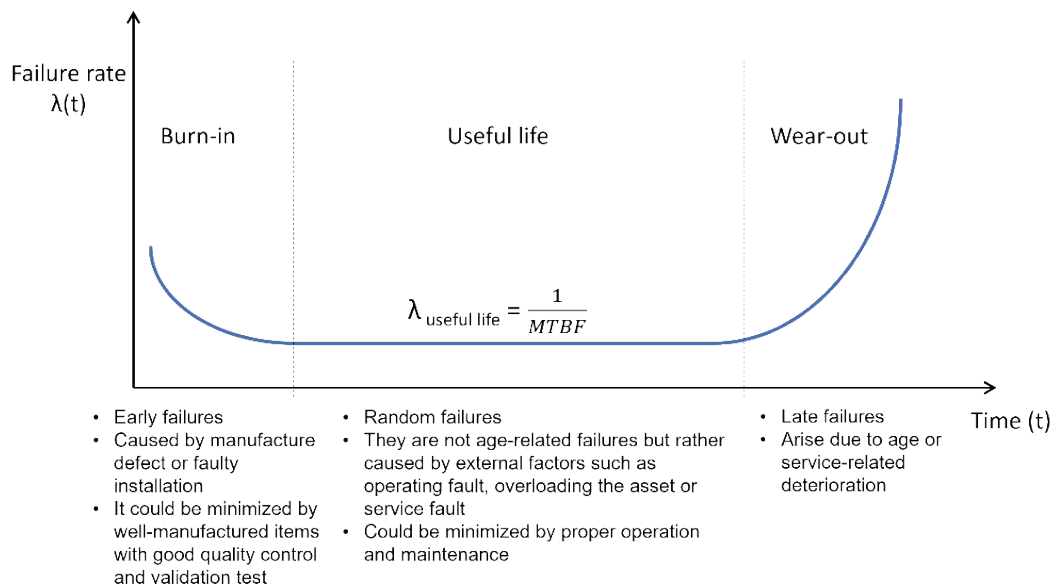 Failure rate
λ(t)
Burn-in
Useful life
Wear-out
λ useful life = 1/MTBF
Time (t)
• Early failures
• Caused by manufacture
defect or faulty
installation
• It could be minimized by
well-manufactured items
with good quality control
and validation test
• Random failures
• They are not age-related failures but rather
caused by external factors such as
operating fault, overloading the asset or
service fault
• Could be minimized by proper operation
and maintenance
• Late failures
• Arise due to age or
service-related
deterioration